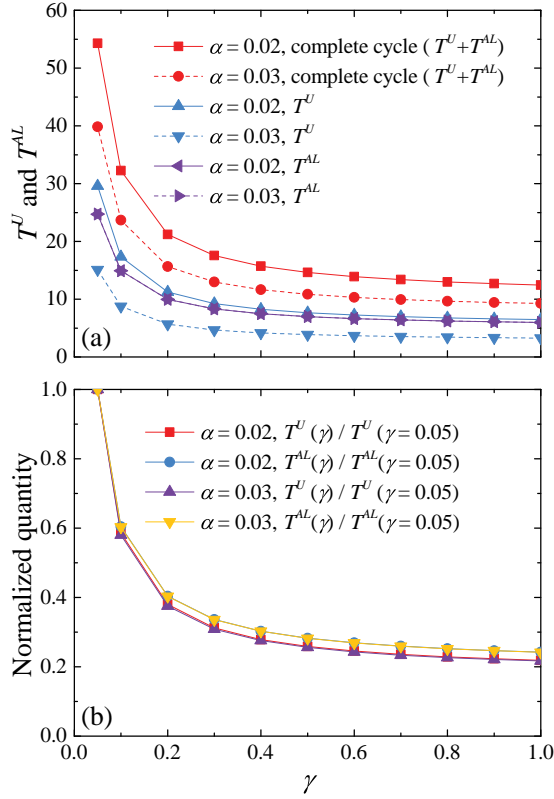 60
50
40
30
20
10
0
T^U and T^AL
α = 0.02, complete cycle ( T^U+T^AL)
α = 0.03, complete cycle ( T^U+T^AL)
α = 0.02, T^U
α = 0.03, T^U
α = 0.02, T^AL
α = 0.03, T^AL
(a)
1.0
0.8
0.6
0.4
0.2
0.0
Normalized quantity
α = 0.02, T^U (γ) / T^U (γ = 0.05)
α = 0.02, T^AL(γ) / T^AL(γ = 0.05)
α = 0.03, T^U (γ) / T^U (γ = 0.05)
α = 0.03, T^AL(γ) / T^AL(γ = 0.05)
(b)
0.0 0.2 0.4 0.6 0.8 1.0
γ